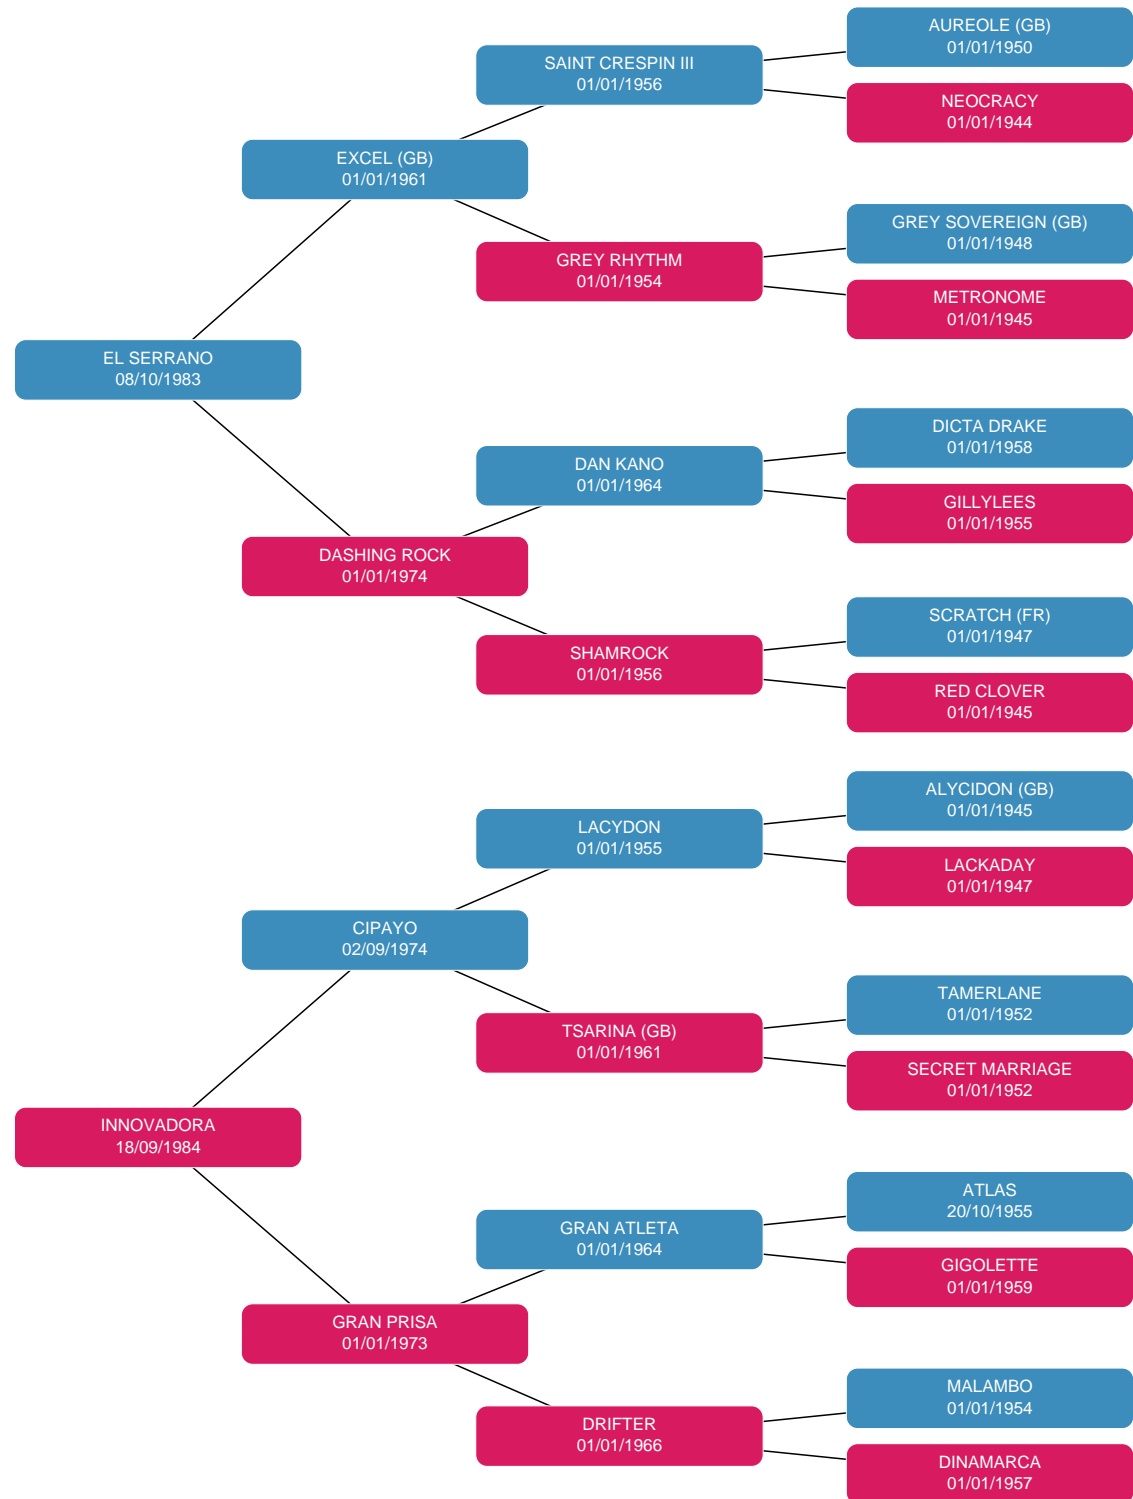 AUREOLE (GB)
01/01/1950
SAINT CRESPIN III
01/01/1956
NEOCRACY
01/01/1944
EXCEL (GB)
01/01/1961
GREY SOVEREIGN (GB)
01/01/1948
GREY RHYTHM
01/01/1954
METRONOME
01/01/1945
EL SERRANO
08/10/1983
DICTA DRAKE
01/01/1958
DAN KANO
01/01/1964
GILLYLEES
01/01/1955
DASHING ROCK
01/01/1974
SCRATCH (FR)
01/01/1947
SHAMROCK
01/01/1956
RED CLOVER
01/01/1945
ALYCIDON (GB)
01/01/1945
LACYDON
01/01/1955
LACKADAY
01/01/1947
CIPAYO
02/09/1974
TAMERLANE
01/01/1952
TSARINA (GB)
01/01/1961
SECRET MARRIAGE
01/01/1952
INNOVADORA
18/09/1984
ATLAS
20/10/1955
GRAN ATLETA
01/01/1964
GIGOLETTE
01/01/1959
GRAN PRISA
01/01/1973
MALAMBO
01/01/1954
DRIFTER
01/01/1966
DINAMARCA
01/01/1957